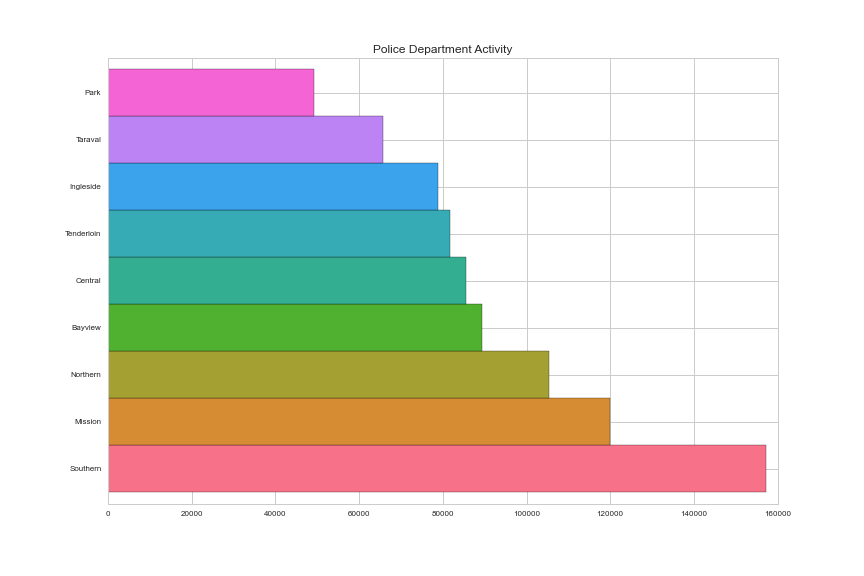 Police Department Activity
Park
Taraval
Ingleside
Tenderloin
Central
Bayview
Northern
Mission
Southern
0 20000 40000 60000 80000 100000 120000 140000 160000